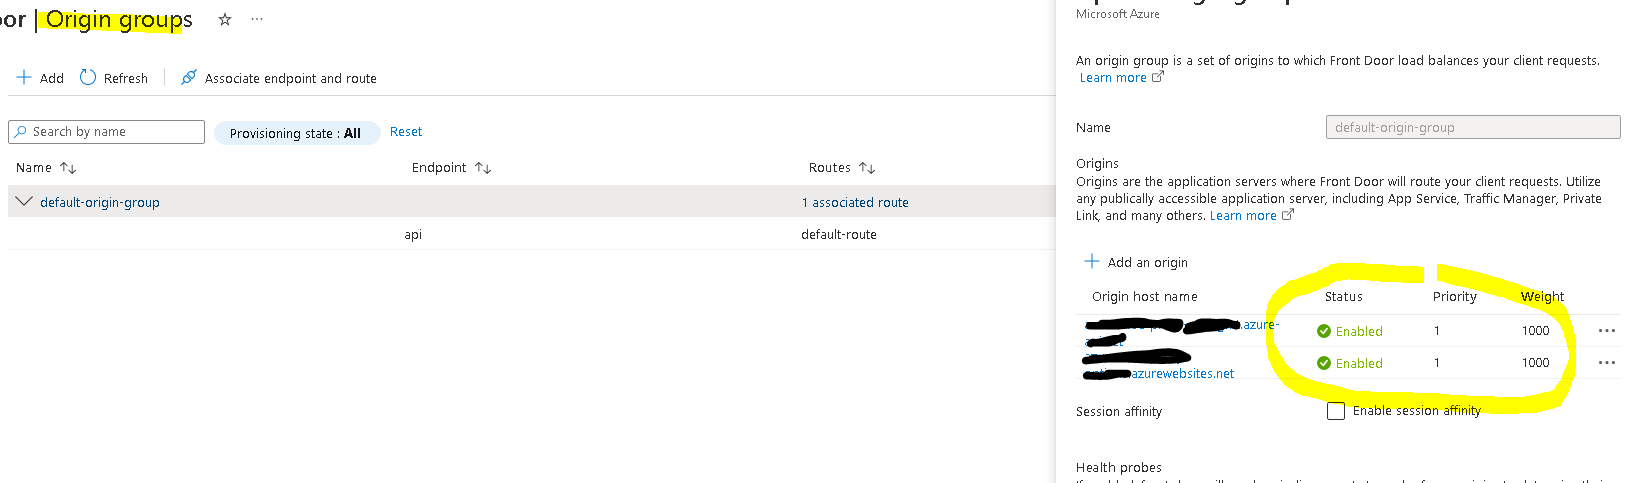 oor | Origin groups
Add Refresh Associate endpoint and route
Search by name Provisioning state : All Reset
Name Endpoint Routes
default-origin-group 1 associated route
api default-route
Microsoft Azure
An origin group is a set of origins to which Front Door load balances your client requests.
Learn more
Name default-origin-group
Origins
Origins are the application servers where Front Door will route your client requests. Utilize
any publically accessible application server, including App Service, Traffic Manager, Private
Link, and many others. Learn more
Add an origin
Origin host name Status Priority Weight
.azure-
Enabled 1 1000
Enabled 1 1000
azurewebsites.net
Session affinity Enable session affinity
Health probes